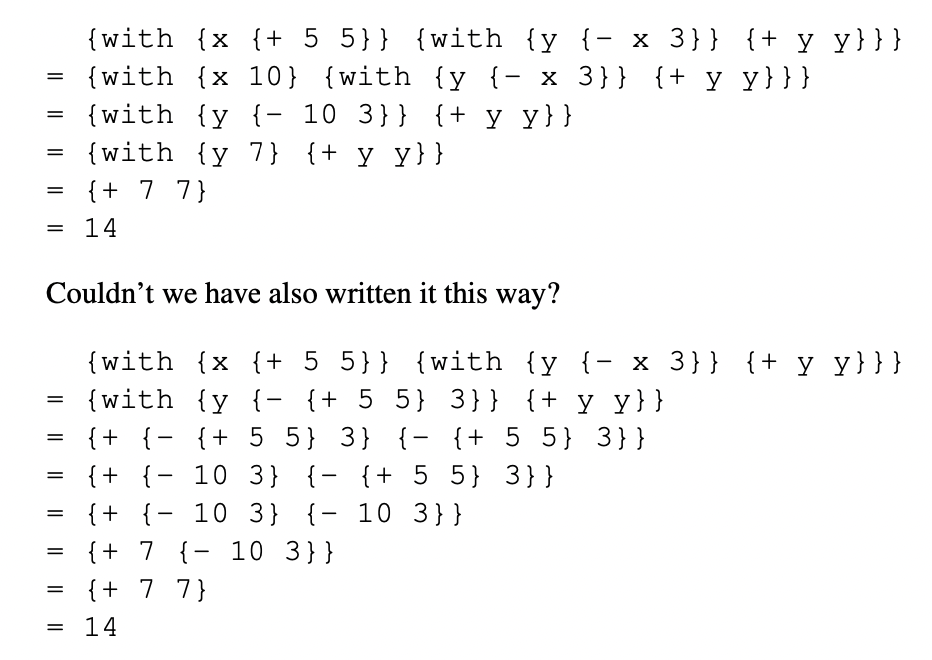 {with {x {+ 5 5}} {with {y {- x 3}} {+ y y}}}
= {with {x 10} {with {y {- x 3}} {+ y y}}}
= {with {y {- 10 3}} {+ y y}}
= {with {y 7} {+ y y}}
= {+ 7 7}
= 14
Couldn’t we have also written it this way?
{with {x {+ 5 5}} {with {y {- x 3}} {+ y y}}}
= {with {y {- {+ 5 5} 3}} {+ y y}}
= {+ {- {+ 5 5} 3} {- {+ 5 5} 3}}
= {+ {- 10 3} {- {+ 5 5} 3}}
= {+ {- 10 3} {- 10 3}}
= {+ 7 {- 10 3}}
= {+ 7 7}
= 14